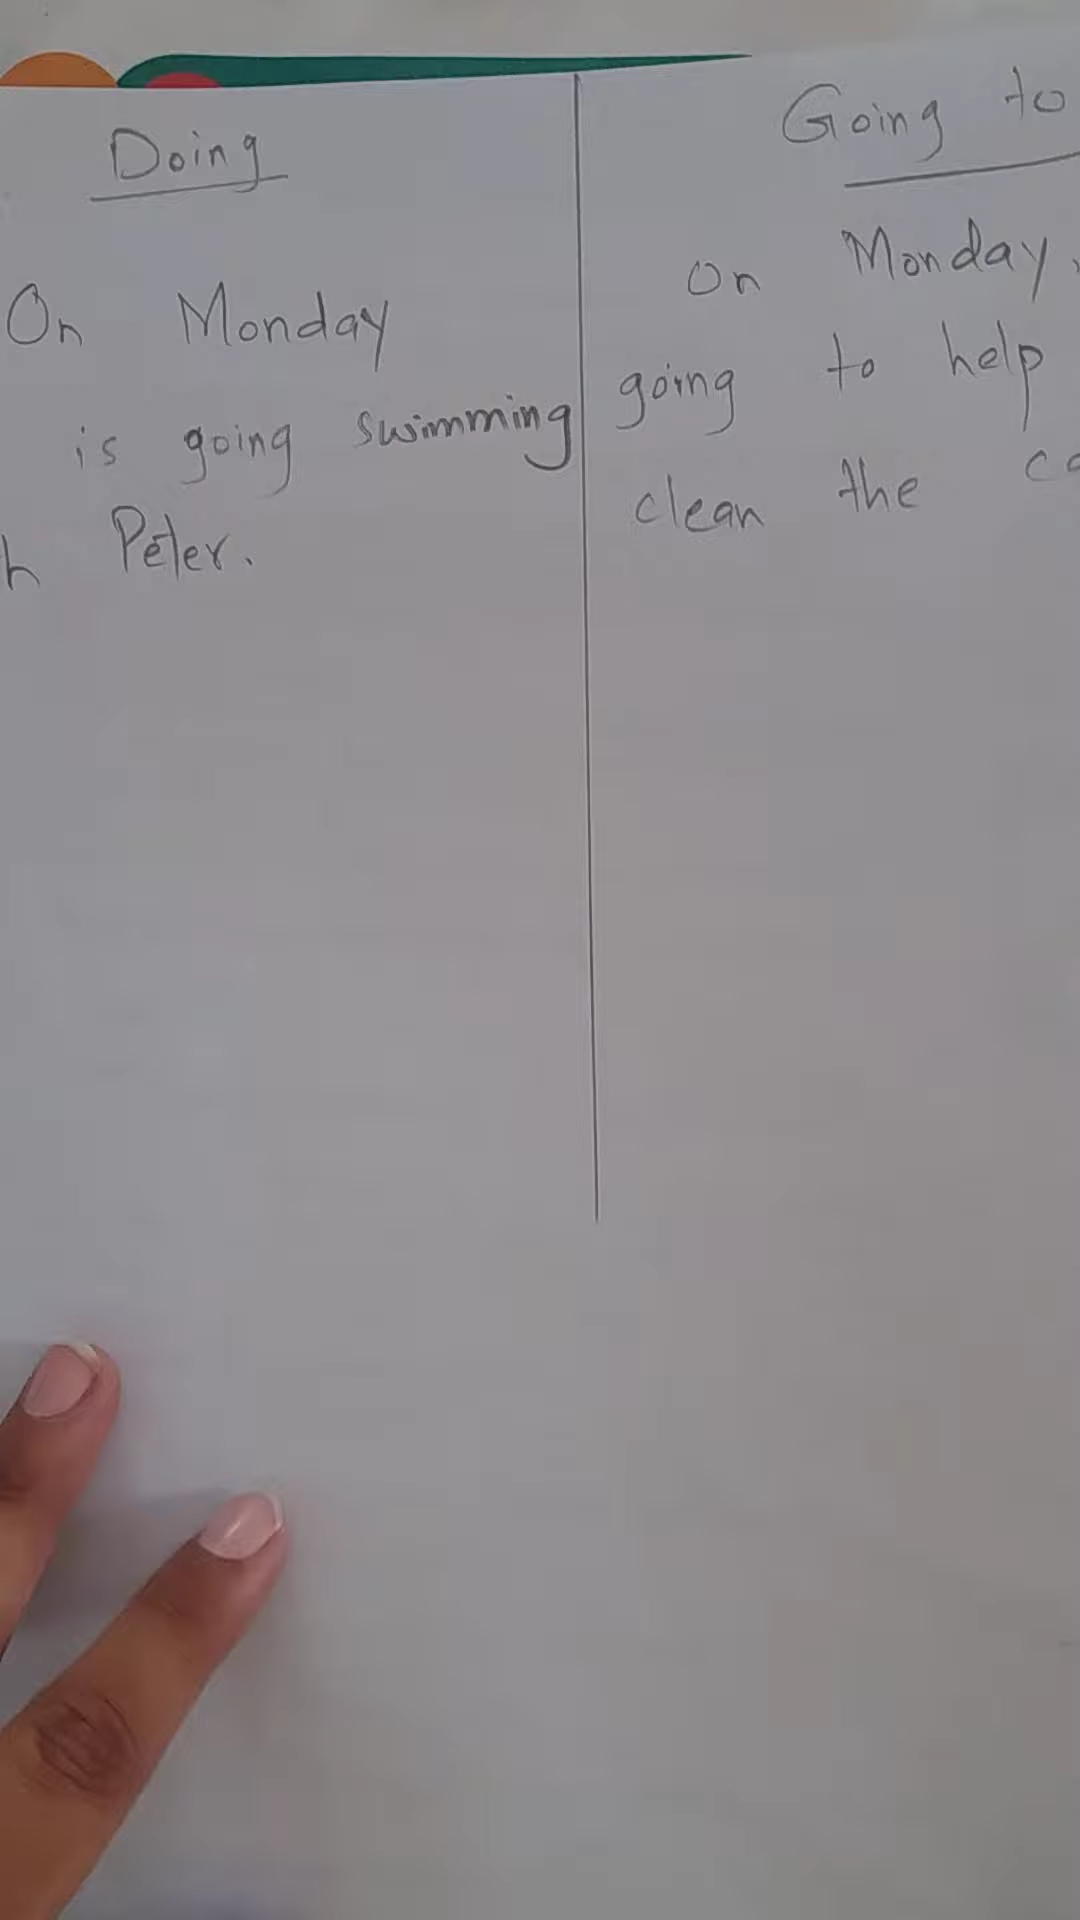 Doing
On Monday
is going swimming
Peter.
Going to
on Monday,
going to help
clean the